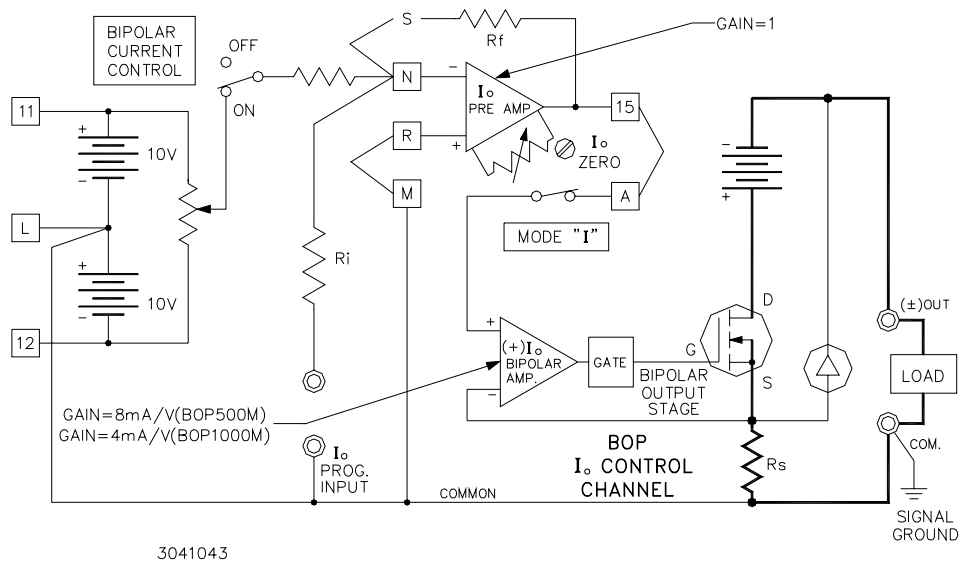 BIPOLAR
CURRENT
CONTROL
OFF
ON
S
Rf
GAIN=1
N
−
Io
PRE AMP
15
11
+
10V
−
R
+
Io
ZERO
M
A
−
+
L
MODE "I"
Ri
+
10V
−
12
D
(±)OUT
+
(+)Io
BIPOLAR
AMP.
−
GATE
G
S
BIPOLAR
OUTPUT
STAGE
LOAD
GAIN=8mA/V(BOP500M)
GAIN=4mA/V(BOP1000M)
Io
PROG.
INPUT
BOP
Io CONTROL
CHANNEL
Rs
COM.
COMMON
SIGNAL
GROUND
3041043